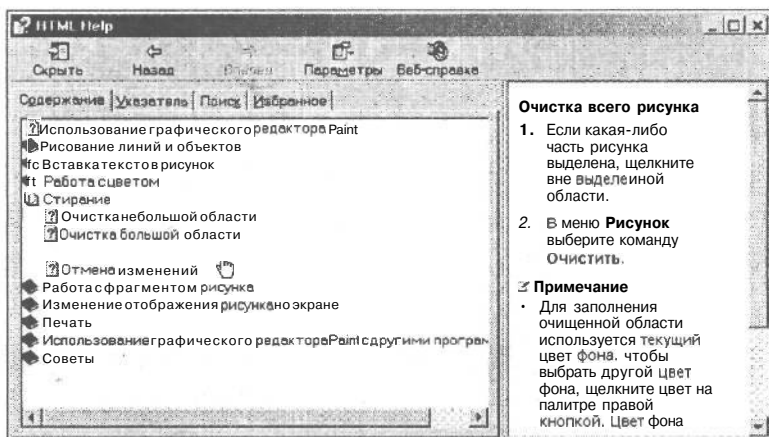 HTML Help
Скрыть Назад Параметры Веб-справка
Содержание Указатель Поиск Избранное
Использование графического редактора Paint
Рисование линий и объектов
Вставка текста в рисунок
Работа с цветом
Стирание
Очистка небольшой области
Очистка большой области
Отмена изменений
Работа с фрагментом рисунка
Изменение отображения рисунка но экране
Печать
Использование графического редактора Paint с другими програм
Советы
Очистка всего рисунка
1. Если какая-либо
часть рисунка
выделена, щелкните
вне выделеиной
области.
2. В меню Рисунок
выберите команду
Очистить.
Примечание
· Для заполнения
очищенной области
используется текущий
цвет фона. чтобы
выбрать другой цвет
фона, щелкните цвет на
палитре правой
кнопкой. Цвет фона